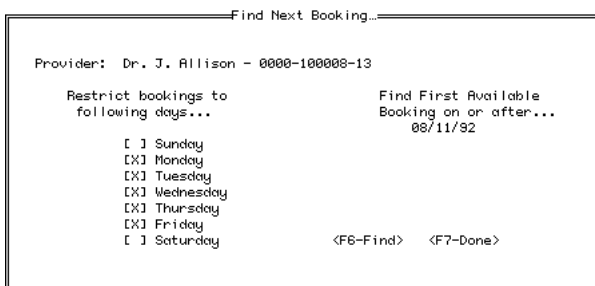 Find Next Booking…
Provider: Dr. J. Allison - 0000-100008-13
Restrict bookings to
following days...
Find First Available
Booking on or after...
08/11/92
[ ] Sunday
[X] Monday
[X] Tuesday
[X] Wednesday
[X] Thursday
[X] Friday
[ ] Saturday
<F6-Find> <F7-Done>